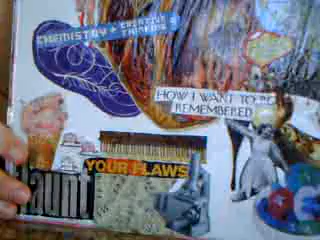 CHEMISTRY + CREATIVE
THINKING
HOW I WANT TO BE
REMEMBERED
YOUR FLAWS
flaunt